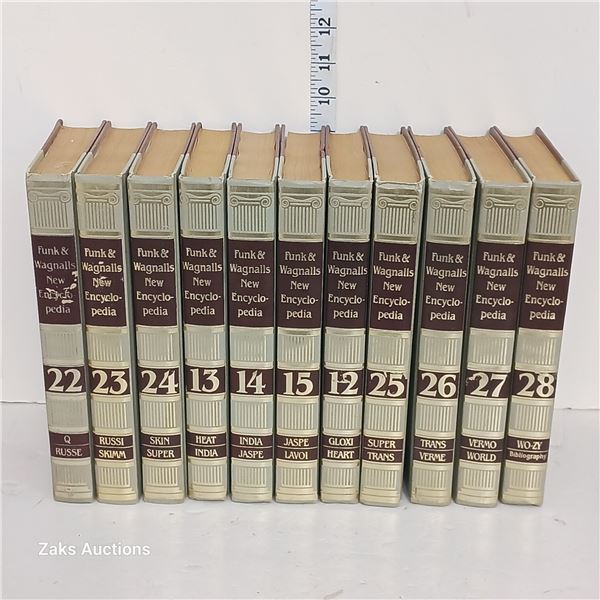 12
11
10
Funk &
Wagnalls
New
Encyclo-
pedia
22
Q
RUSSE
Funk &
Wagnalls
New
Encyclo-
pedia
23
RUSSI
SKIMM
Funk &
Wagnalls
New
Encyclo-
pedia
24
SKIN
SUPER
Funk &
Wagnalls
New
Encyclo-
pedia
13
HEAT
INDIA
Funk &
Wagnalls
New
Encyclo-
pedia
14
INDIA
JASPE
Funk &
Wagnalls
New
Encyclo-
pedia
15
JASPE
LAVOI
Funk &
Wagnalls
New
Encyclo-
pedia
12
GLOXI
HEART
Funk &
Wagnalls
New
Encyclo-
pedia
25
SUPER
TRANS
Funk &
Wagnalls
New
Encyclo-
pedia
26
TRANS
VERME
Funk &
Wagnalls
New
Encyclo-
pedia
27
VERMO
WORLD
Funk &
Wagnalls
New
Encyclo-
pedia
28
WO-ZY
Bibliography
Zaks Auctions